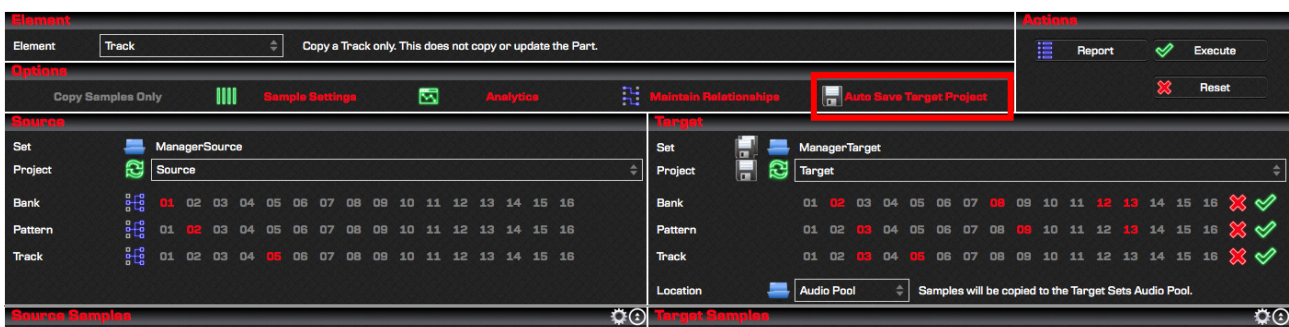 Element
Actions
Element Track Copy a Track only. This does not copy or update the Part.
Report Execute
Options
Reset
Copy Samples Only Sample Settings Analytics Maintain Relationships Auto Save Target Project
Source
Set ManagerSource
Project Source
Bank 01 02 03 04 05 06 07 08 09 10 11 12 13 14 15 16
Pattern 01 02 03 04 05 06 07 08 09 10 11 12 13 14 15 16
Track 01 02 03 04 05 06 07 08 09 10 11 12 13 14 15 16
Target
Set ManagerTarget
Project Target
Bank 01 02 03 04 05 06 07 08 09 10 11 12 13 14 15 16
Pattern 01 02 03 04 05 06 07 08 09 10 11 12 13 14 15 16
Track 01 02 03 04 05 06 07 08 09 10 11 12 13 14 15 16
Location Audio Pool Samples will be copied to the Target Sets Audio Pool.
Source Samples
Target Samples